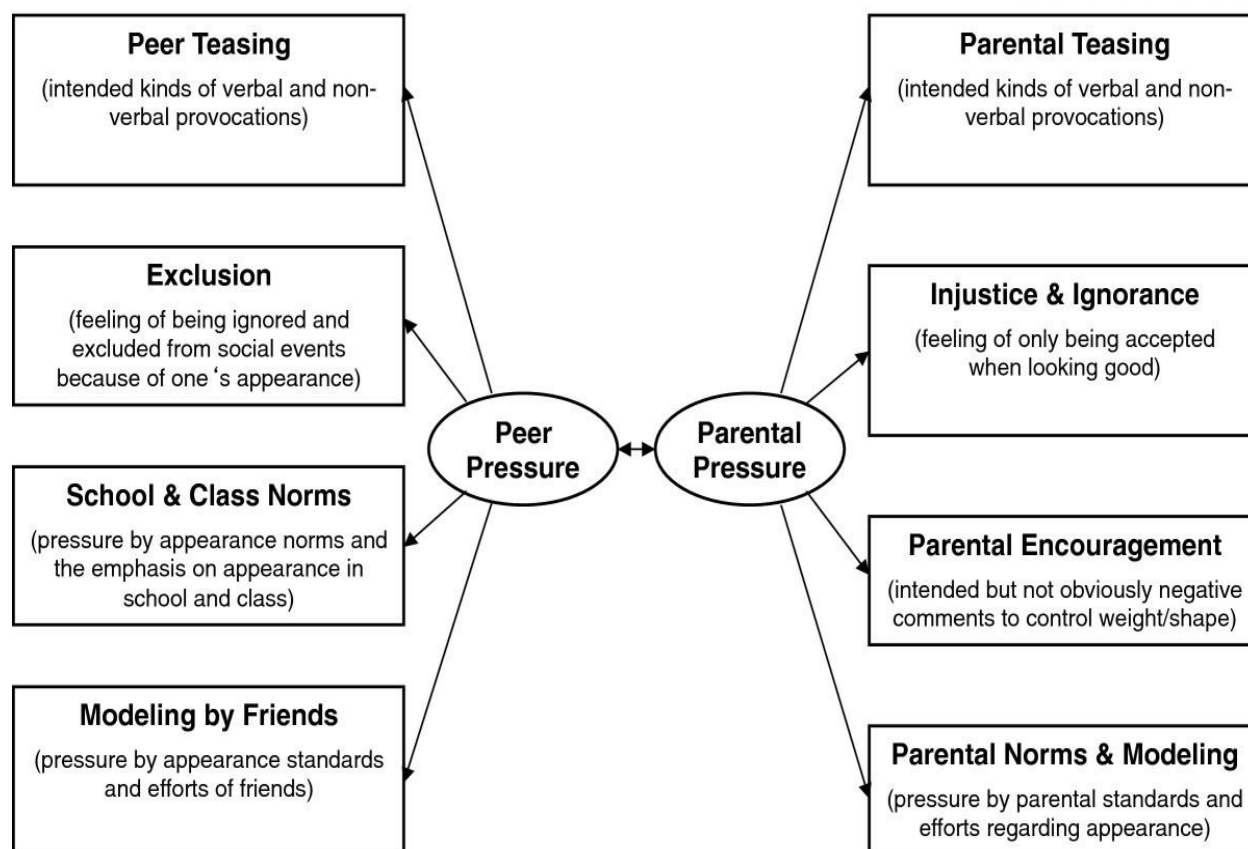 Peer Teasing
(intended kinds of verbal and non-
verbal provocations)
Exclusion
(feeling of being ignored and
excluded from social events
because of one‘s appearance)
School & Class Norms
(pressure by appearance norms and
the emphasis on appearance in
school and class)
Modeling by Friends
(pressure by appearance standards
and efforts of friends)
Peer
Pressure
Parental
Pressure
Parental Teasing
(intended kinds of verbal and non-
verbal provocations)
Injustice & Ignorance
(feeling of only being accepted
when looking good)
Parental Encouragement
(intended but not obviously negative
comments to control weight/shape)
Parental Norms & Modeling
(pressure by parental standards and
efforts regarding appearance)